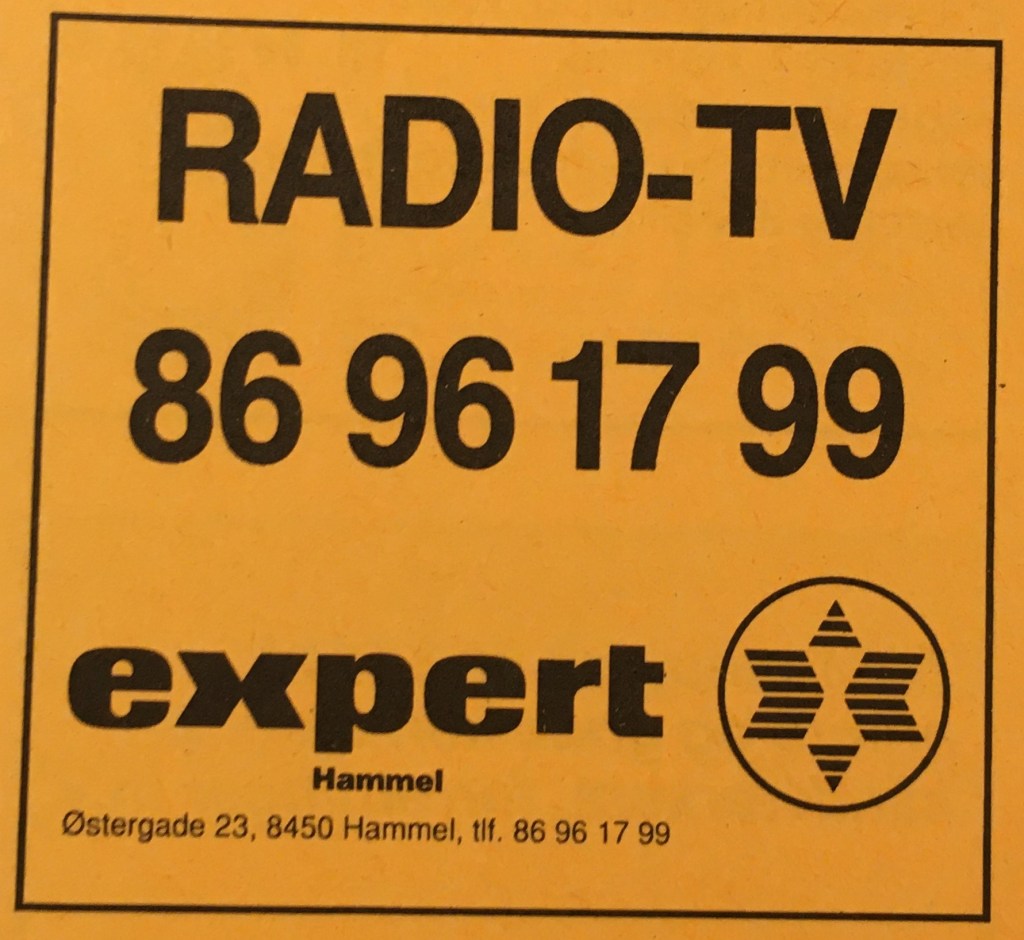 RADIO-TV
86 96 17 99
expert
Hammel
Østergade 23, 8450 Hammel, tlf. 86 96 17 99